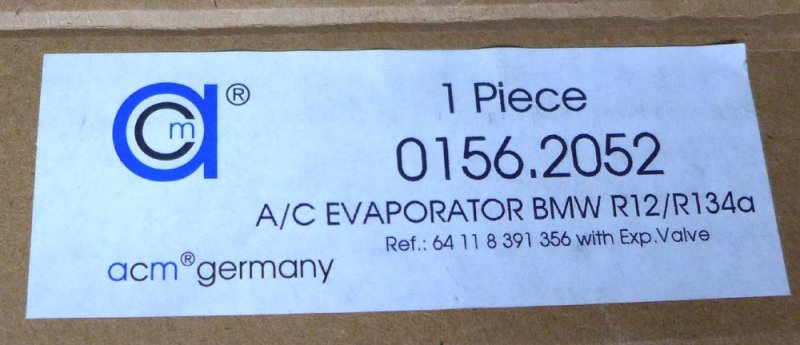 acm®
1 Piece
0156.2052
A/C EVAPORATOR BMW R12/R134a
Ref.: 64 11 8 391 356 with Exp.Valve
acm®germany